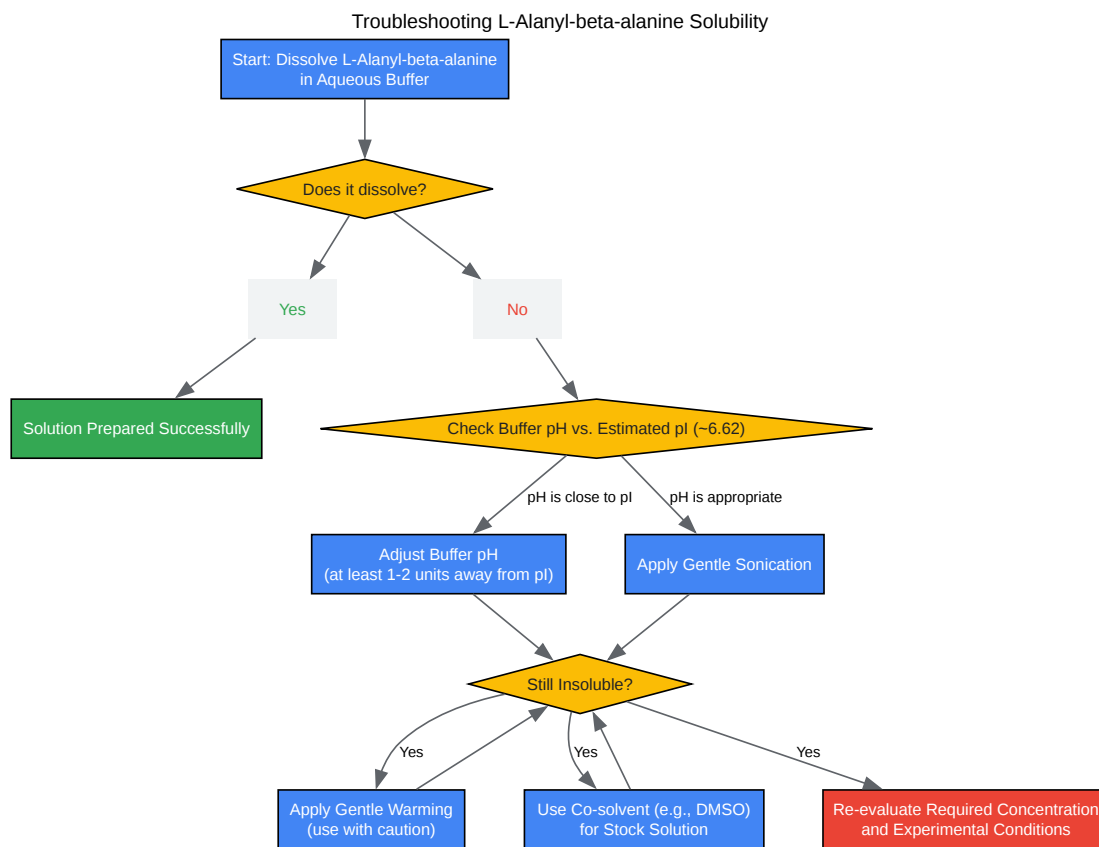 Troubleshooting L-Alanyl-beta-alanine Solubility
Start: Dissolve L-Alanyl-beta-alanine
in Aqueous Buffer
Does it dissolve?
Yes
No
Solution Prepared Successfully
Check Buffer pH vs. Estimated pI (~6.62)
pH is close to pI
pH is appropriate
Adjust Buffer pH
(at least 1-2 units away from pI)
Apply Gentle Sonication
Still Insoluble?
Yes
Yes
Yes
Apply Gentle Warming
(use with caution)
Use Co-solvent (e.g., DMSO)
for Stock Solution
Re-evaluate Required Concentration
and Experimental Conditions